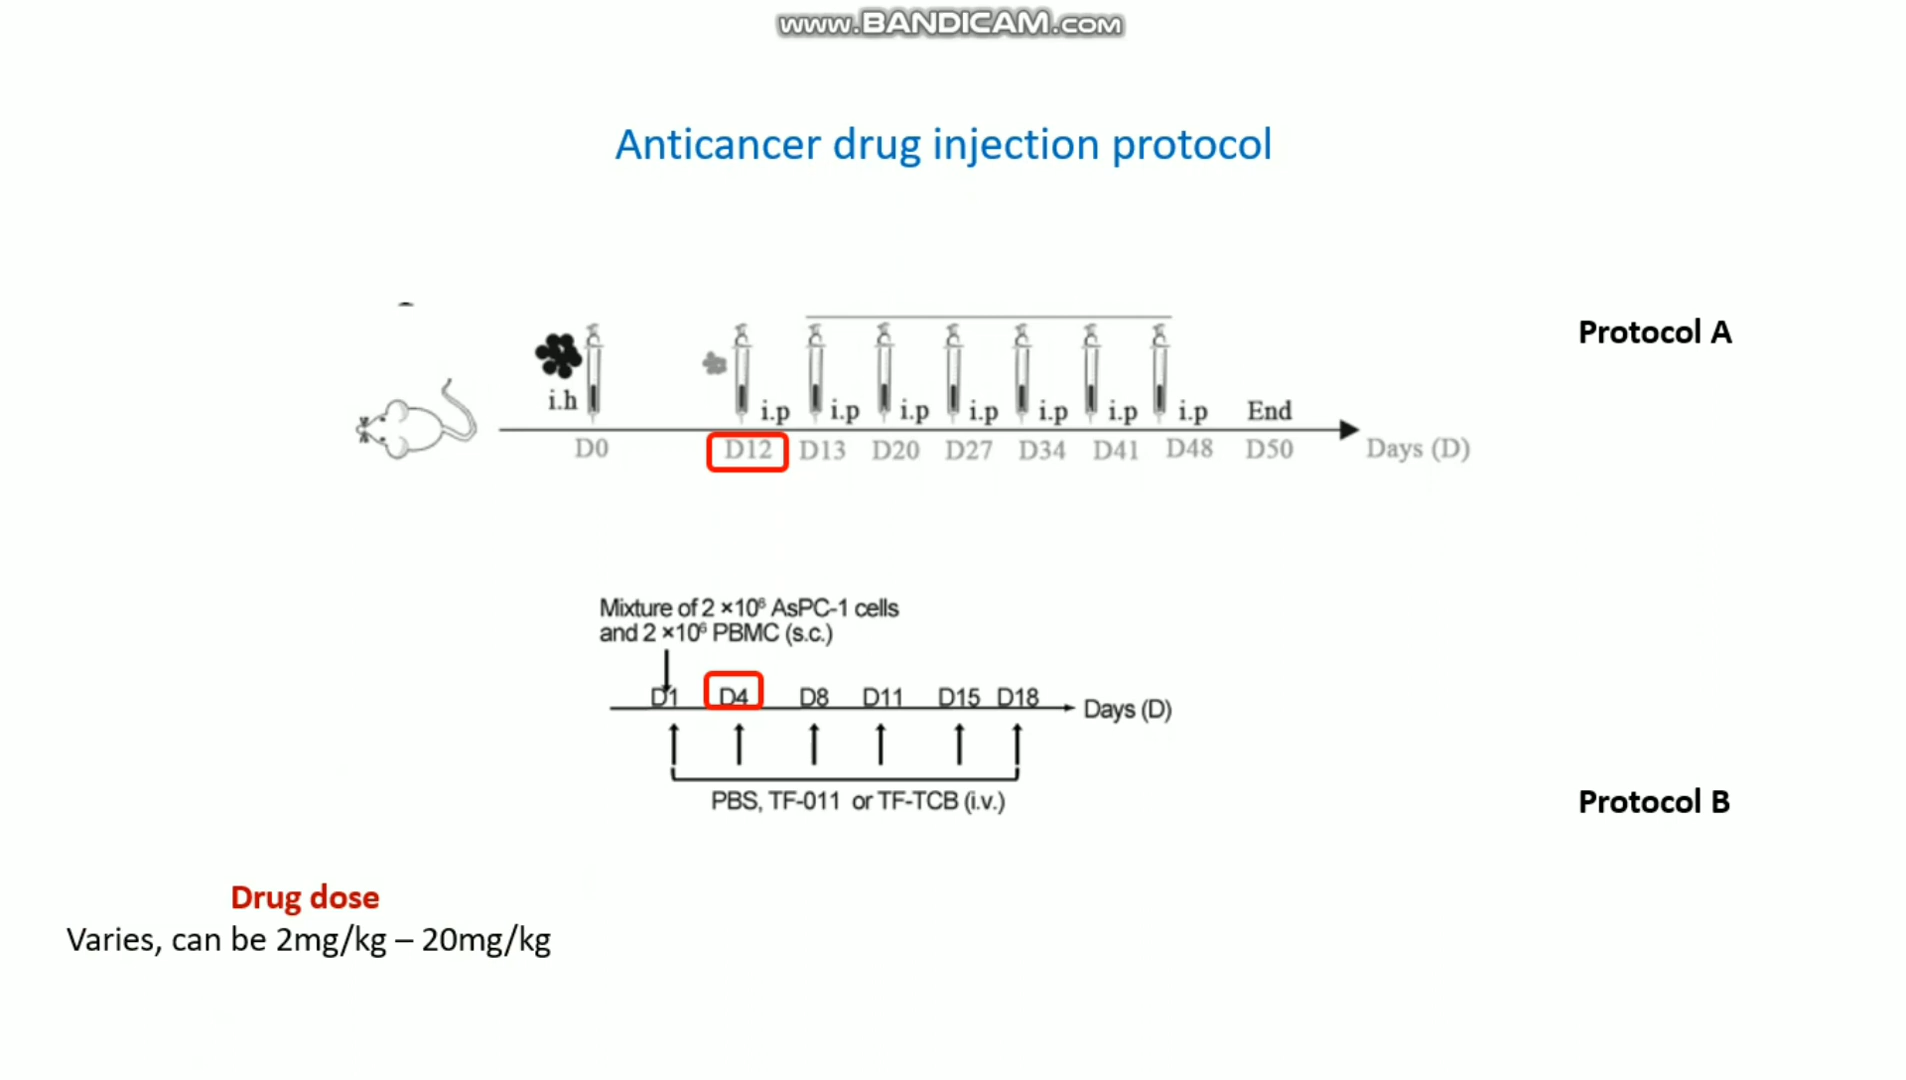 www.BANDICAM.com
Anticancer drug injection protocol
Protocol A
i.h
i.p i.p i.p i.p i.p i.p i.p End
D0 D12 D13 D20 D27 D34 D41 D48 D50 Days (D)
Mixture of 2 ×10⁶ AsPC-1 cells
and 2 ×10⁶ PBMC (s.c.)
D1 D4 D8 D11 D15 D18 Days (D)
PBS, TF-011 or TF-TCB (i.v.)
Protocol B
Drug dose
Varies, can be 2mg/kg – 20mg/kg